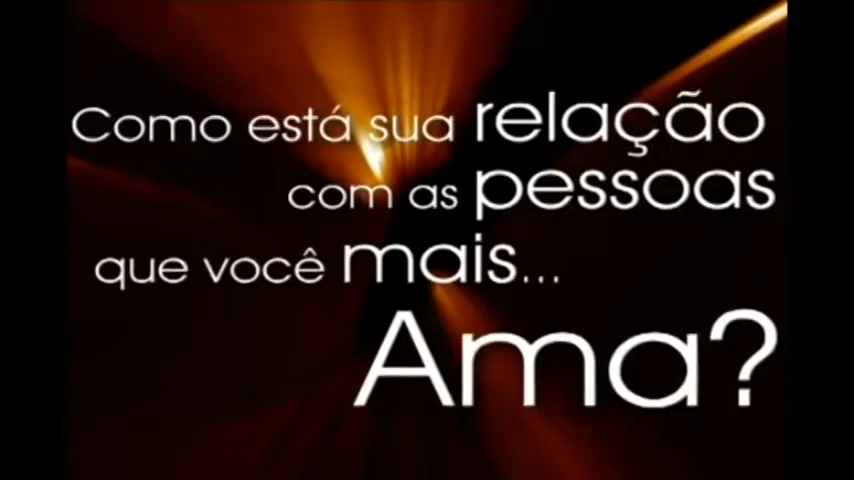 Como está sua relação
com as pessoas
que você mais...
Ama?